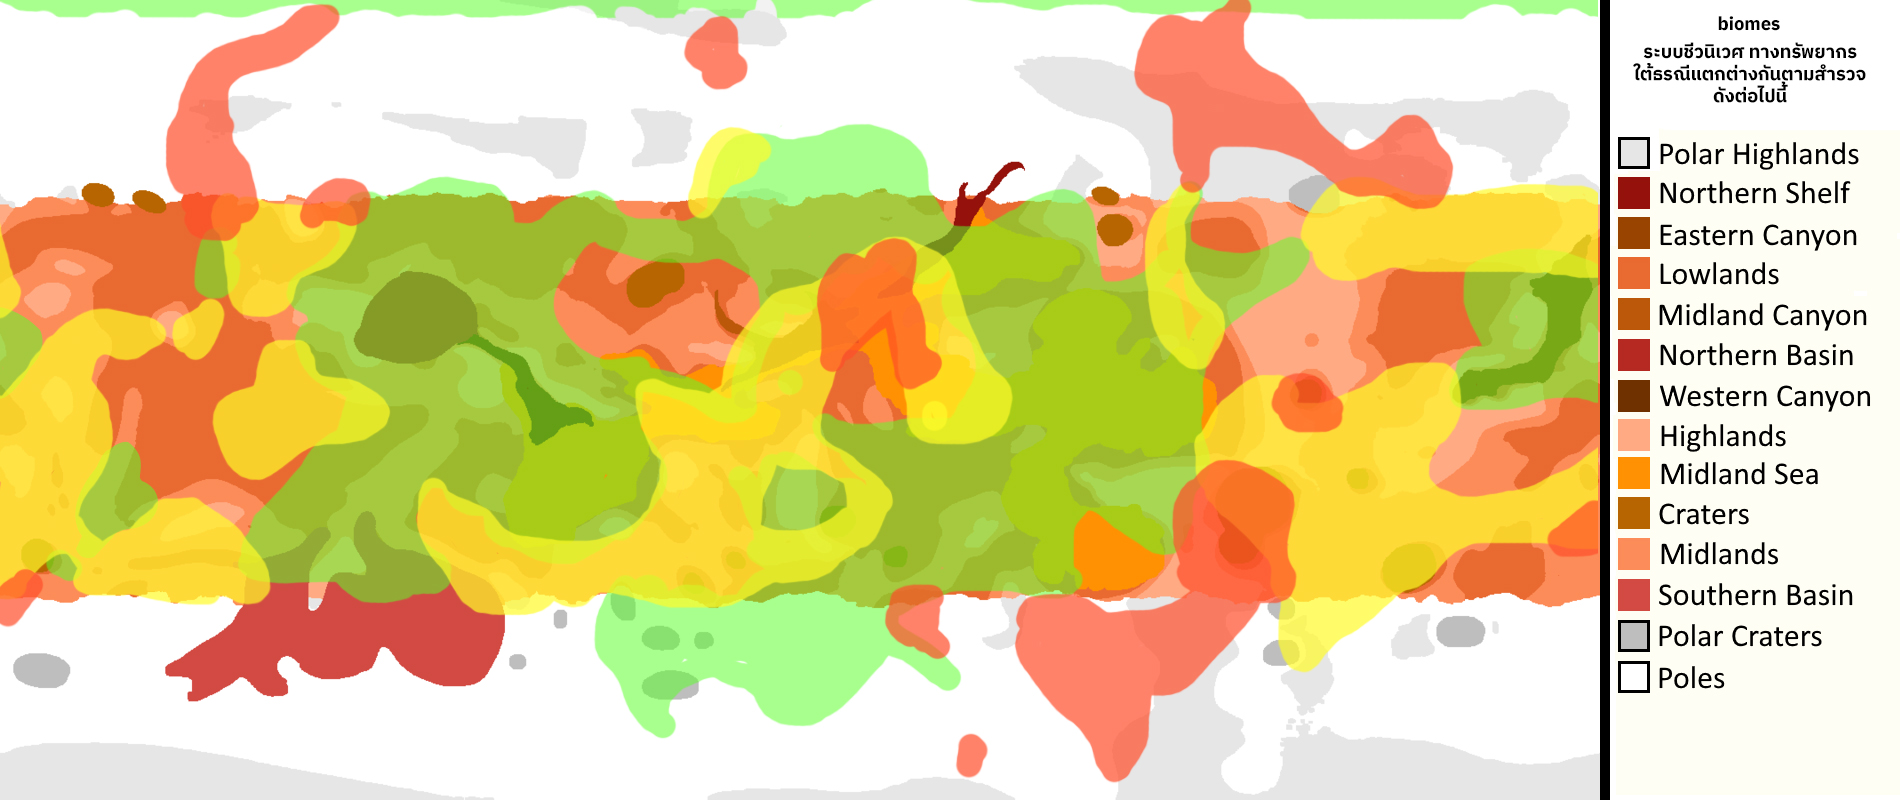 biomes
ระบบชีวนิเวศ ทางทรัพยากร
ใต้ธรณีแตกต่างกันตามสำรวจ
ดังต่อไปนี้
Polar Highlands
Northern Shelf
Eastern Canyon
Lowlands
Midland Canyon
Northern Basin
Western Canyon
Highlands
Midland Sea
Craters
Midlands
Southern Basin
Polar Craters
Poles